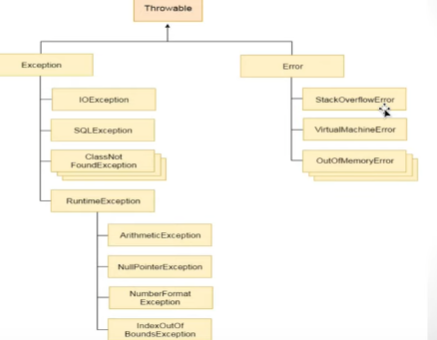 Throwable
Exception
Error
IOException
StackOverflowError
SQLException
VirtualMachineError
ClassNot
FoundException
OutOfMemoryError
RuntimeException
ArithmeticException
NullPointerException
NumberFormat
Exception
IndexOutOf
BoundsException